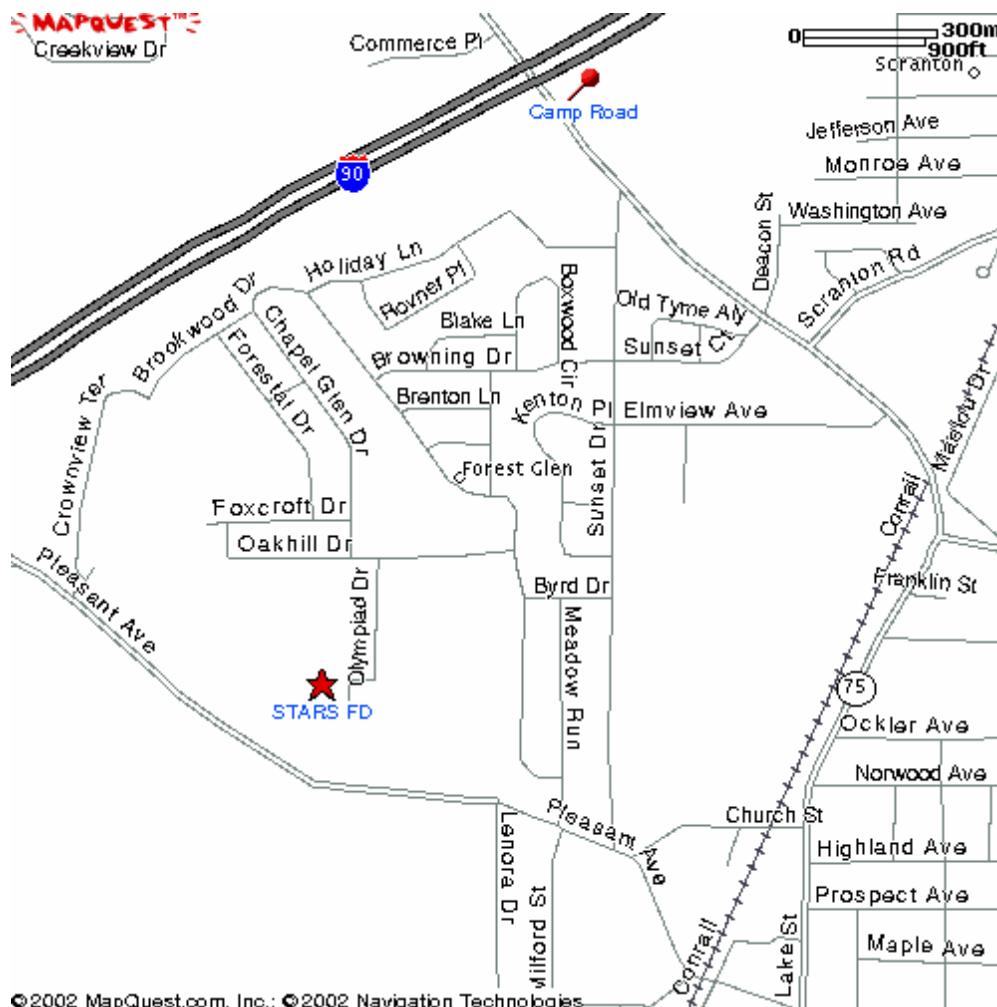 MAPQUEST™
Creekview Dr
Commerce Pl
0 300m
900ft
Scranton
Camp Road
Jefferson Ave
Monroe Ave
90
Washington Ave
Deacon St
Scranton Rd
Holiday Ln
Rovner Pl
Brookwood Dr
Boxwood Cir
Old Tyme Aly
Blake Ln
Chapel Glen Dr
Forestal Dr
Browning Dr
Sunset Ct
Crownview Ter
Brenton Ln
Kenton Pl
Elmview Ave
Forest Glen
Sunset Dr
Conrail
Foxcroft Dr
Oakhill Dr
Pleasant Ave
Olympiad Dr
Byrd Dr
Franklin St
Meadow Run
STARS FD
75
Ockler Ave
Norwood Ave
Pleasant Ave
Church St
Lenora Dr
Highland Ave
Milford St
Prospect Ave
Conrail
Lake St
Maple Ave
©2002 MapQuest.com, Inc.; ©2002 Navigation Technologies